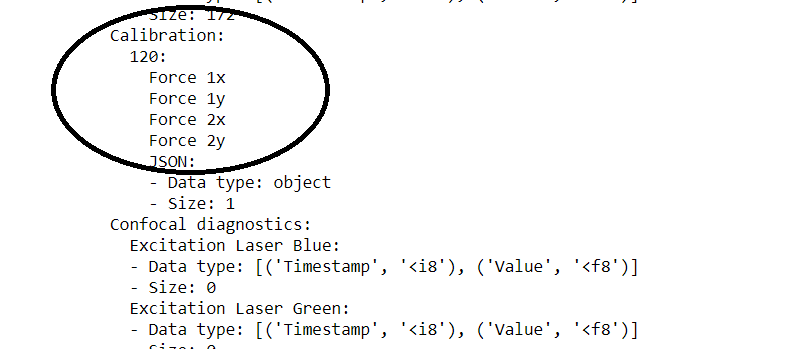 Size: 172
Calibration:
120:
Force 1x
Force 1y
Force 2x
Force 2y
JSON:
- Data type: object
- Size: 1
Confocal diagnostics:
Excitation Laser Blue:
- Data type: [('Timestamp', '<i8'), ('Value', '<f8')]
- Size: 0
Excitation Laser Green:
- Data type: [('Timestamp', '<i8'), ('Value', '<f8')]